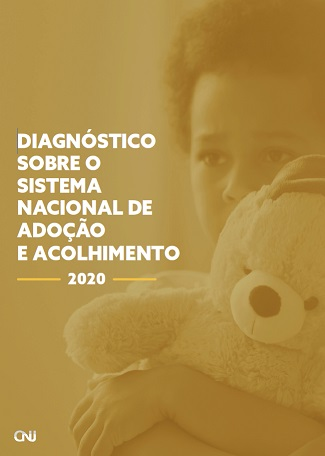 DIAGNÓSTICO
SOBRE O
SISTEMA
NACIONAL DE
ADOÇÃO
E ACOLHIMENTO
2020
CNJ